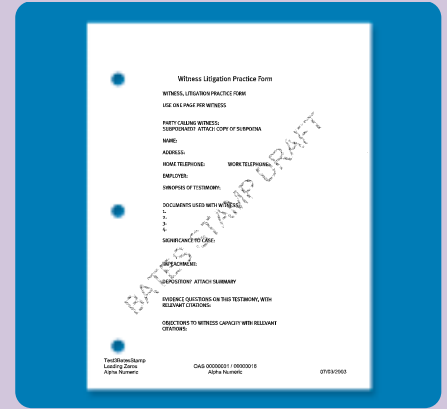 Witness Litigation Practice Form
WITNESS, LITIGATION PRACTICE FORM
USE ONE PAGE PER WITNESS
PARTY CALLING WITNESS:
SUBPOENAED? ATTACH COPY OF SUBPOENA
NAME:
ADDRESS:
HOME TELEPHONE: WORK TELEPHONE:
EMPLOYER:
SYNOPSIS OF TESTIMONY:
DOCUMENTS USED WITH WITNESS:
1.
2.
3.
4.
SIGNIFICANCE TO CASE:
IMPEACHMENT:
DEPOSITION? ATTACH SUMMARY
EVIDENCE QUESTIONS ON THIS TESTIMONY, WITH
RELEVANT CITATIONS:
OBJECTIONS TO WITNESS CAPACITY WITH RELEVANT
CITATIONS:
BATES STAMP DRAFT
Test3BatesStamp
Leading Zeros
Alpha Numeric
OAS 00000001 / 00000016
Alpha Numeric
07/03/2003